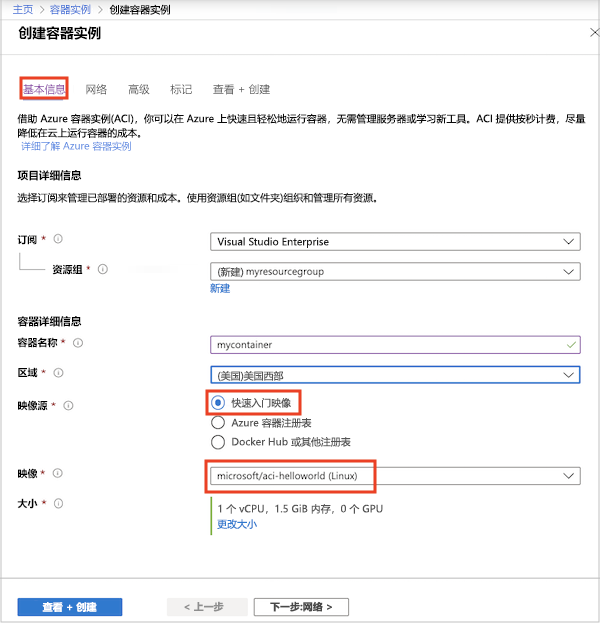 主页 > 容器实例 > 创建容器实例
创建容器实例
基本信息 网络 高级 标记 查看 + 创建
借助 Azure 容器实例(ACI)，你可以在 Azure 上快速且轻松地运行容器，无需管理服务器或学习新工具。ACI 提供按秒计费，尽量
降低在云上运行容器的成本。
详细了解 Azure 容器实例
项目详细信息
选择订阅来管理已部署的资源和成本。使用资源组(如文件夹)组织和管理所有资源。
订阅 * Visual Studio Enterprise
资源组 * (新建) myresourcegroup
新建
容器详细信息
容器名称 * mycontainer
区域 * (美国)美国西部
映像源 * 快速入门映像
Azure 容器注册表
Docker Hub 或其他注册表
映像 * microsoft/aci-helloworld (Linux)
大小 * 1 个 vCPU，1.5 GiB 内存，0 个 GPU
更改大小
查看 + 创建 < 上一步 下一步:网络 >